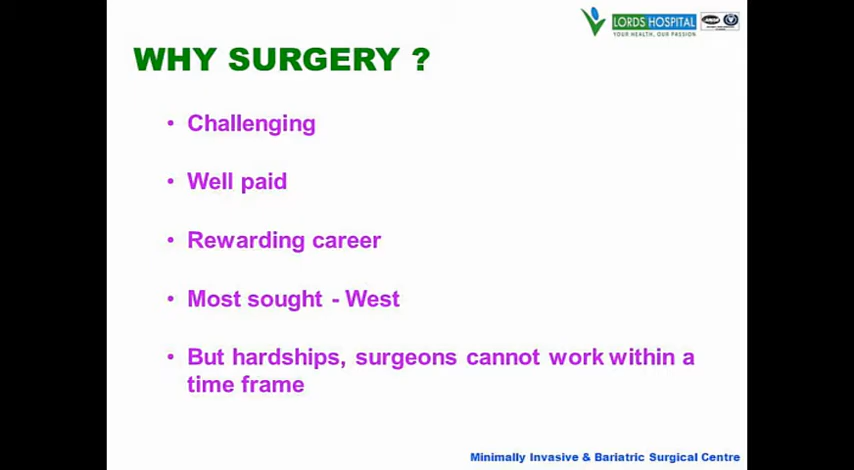 LORDS HOSPITAL
YOUR HEALTH, OUR PASSION
WHY SURGERY ?
• Challenging
• Well paid
• Rewarding career
• Most sought - West
• But hardships, surgeons cannot work within a
time frame
Minimally Invasive & Bariatric Surgical Centre